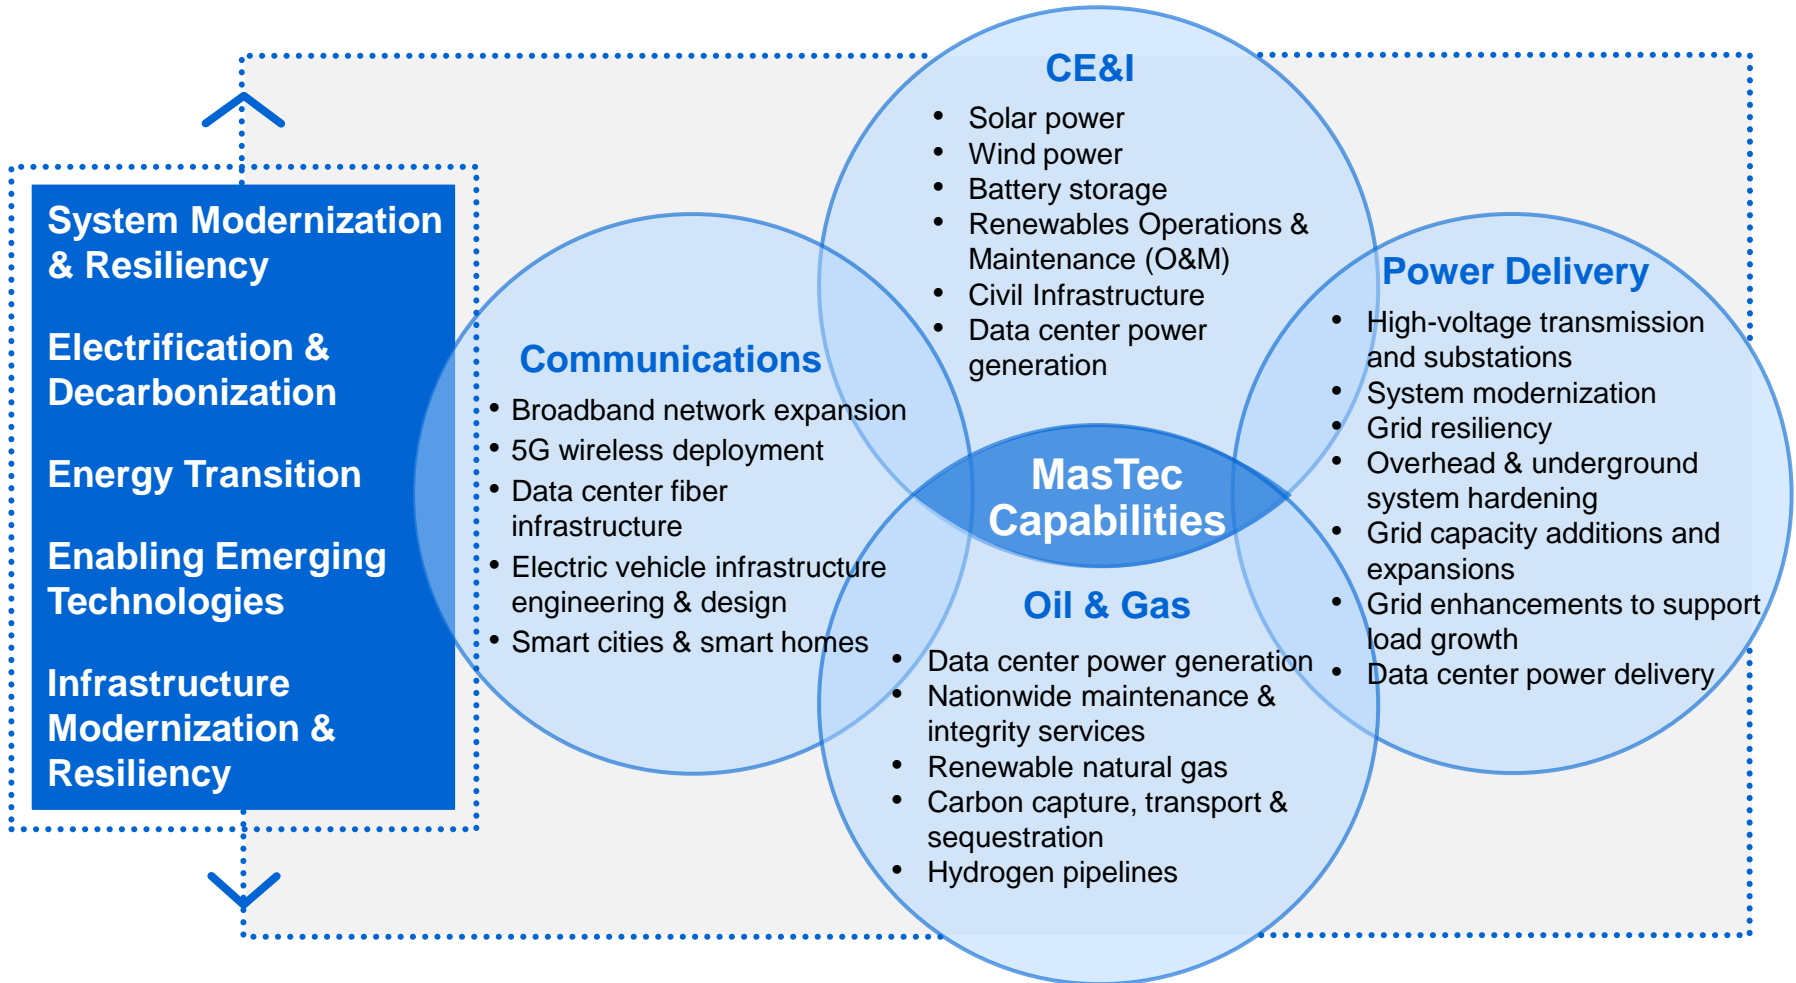 System Modernization
& Resiliency
Electrification &
Decarbonization
Energy Transition
Enabling Emerging
Technologies
Infrastructure
Modernization &
Resiliency
Communications
• Broadband network expansion
• 5G wireless deployment
• Data center fiber
infrastructure
• Electric vehicle infrastructure
engineering & design
• Smart cities & smart homes
CE&I
• Solar power
• Wind power
• Battery storage
• Renewables Operations &
Maintenance (O&M)
• Civil Infrastructure
• Data center power
generation
MasTec
Capabilities
Oil & Gas
• Data center power generation
• Nationwide maintenance &
integrity services
• Renewable natural gas
• Carbon capture, transport &
sequestration
• Hydrogen pipelines
Power Delivery
• High-voltage transmission
and substations
• System modernization
• Grid resiliency
• Overhead & underground
system hardening
• Grid capacity additions and
expansions
• Grid enhancements to support
load growth
• Data center power delivery